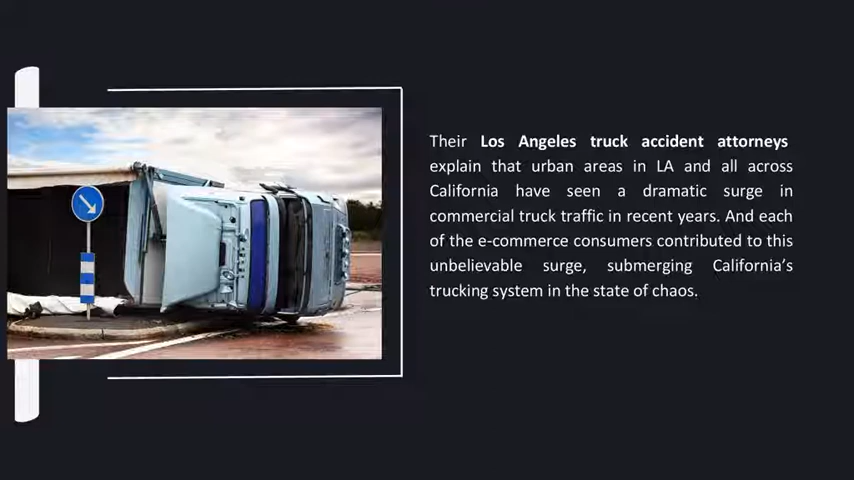 Their Los Angeles truck accident attorneys
explain that urban areas in LA and all across
California have seen a dramatic surge in
commercial truck traffic in recent years. And each
of the e-commerce consumers contributed to this
unbelievable surge, submerging California’s
trucking system in the state of chaos.